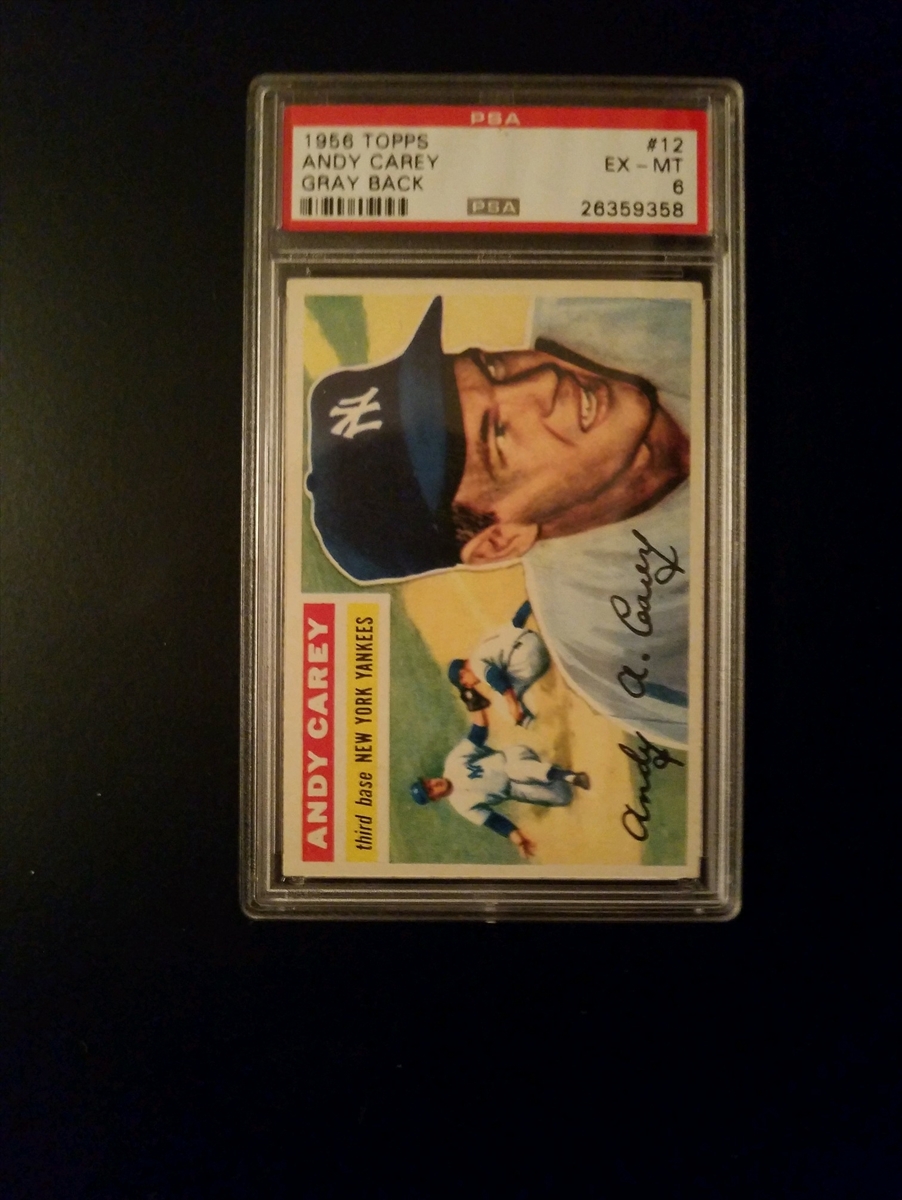 PSA
1956 TOPPS #12
ANDY CAREY EX - MT
GRAY BACK 6
PSA 26359358
NY
ANDY CAREY
third base NEW YORK YANKEES
Andy A. Carey